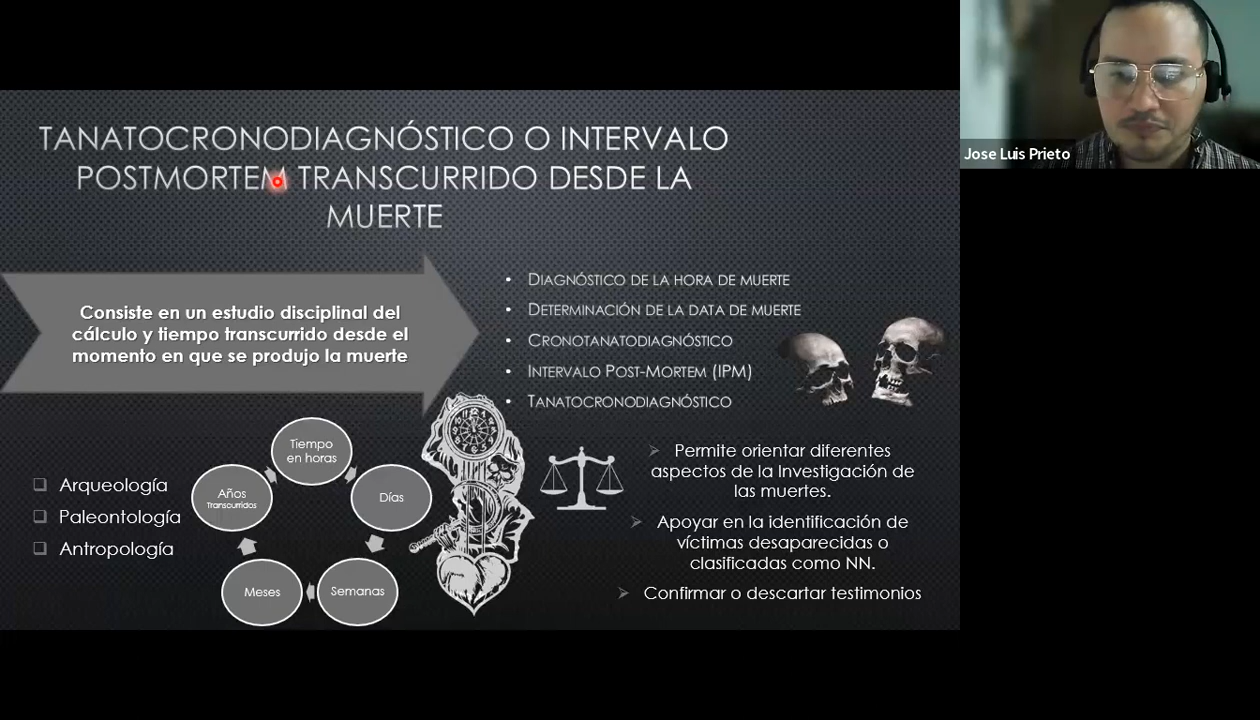 TANATOCRONODIAGNÓSTICO O INTERVALO
POSTMORTEM TRANSCURRIDO DESDE LA
MUERTE
Consiste en un estudio disciplinal del
cálculo y tiempo transcurrido desde el
momento en que se produjo la muerte
• DIAGNÓSTICO DE LA HORA DE MUERTE
• DETERMINACIÓN DE LA DATA DE MUERTE
• CRONOTANATODIAGNÓSTICO
• INTERVALO POST-MORTEM (IPM)
• TANATOCRONODIAGNÓSTICO
Arqueología
Paleontología
Antropología
Tiempo
en horas
Días
Semanas
Meses
Años
Transcurridos
Permite orientar diferentes
aspectos de la Investigación de
las muertes.
Apoyar en la identificación de
víctimas desaparecidas o
clasificadas como NN.
Confirmar o descartar testimonios
Jose Luis Prieto